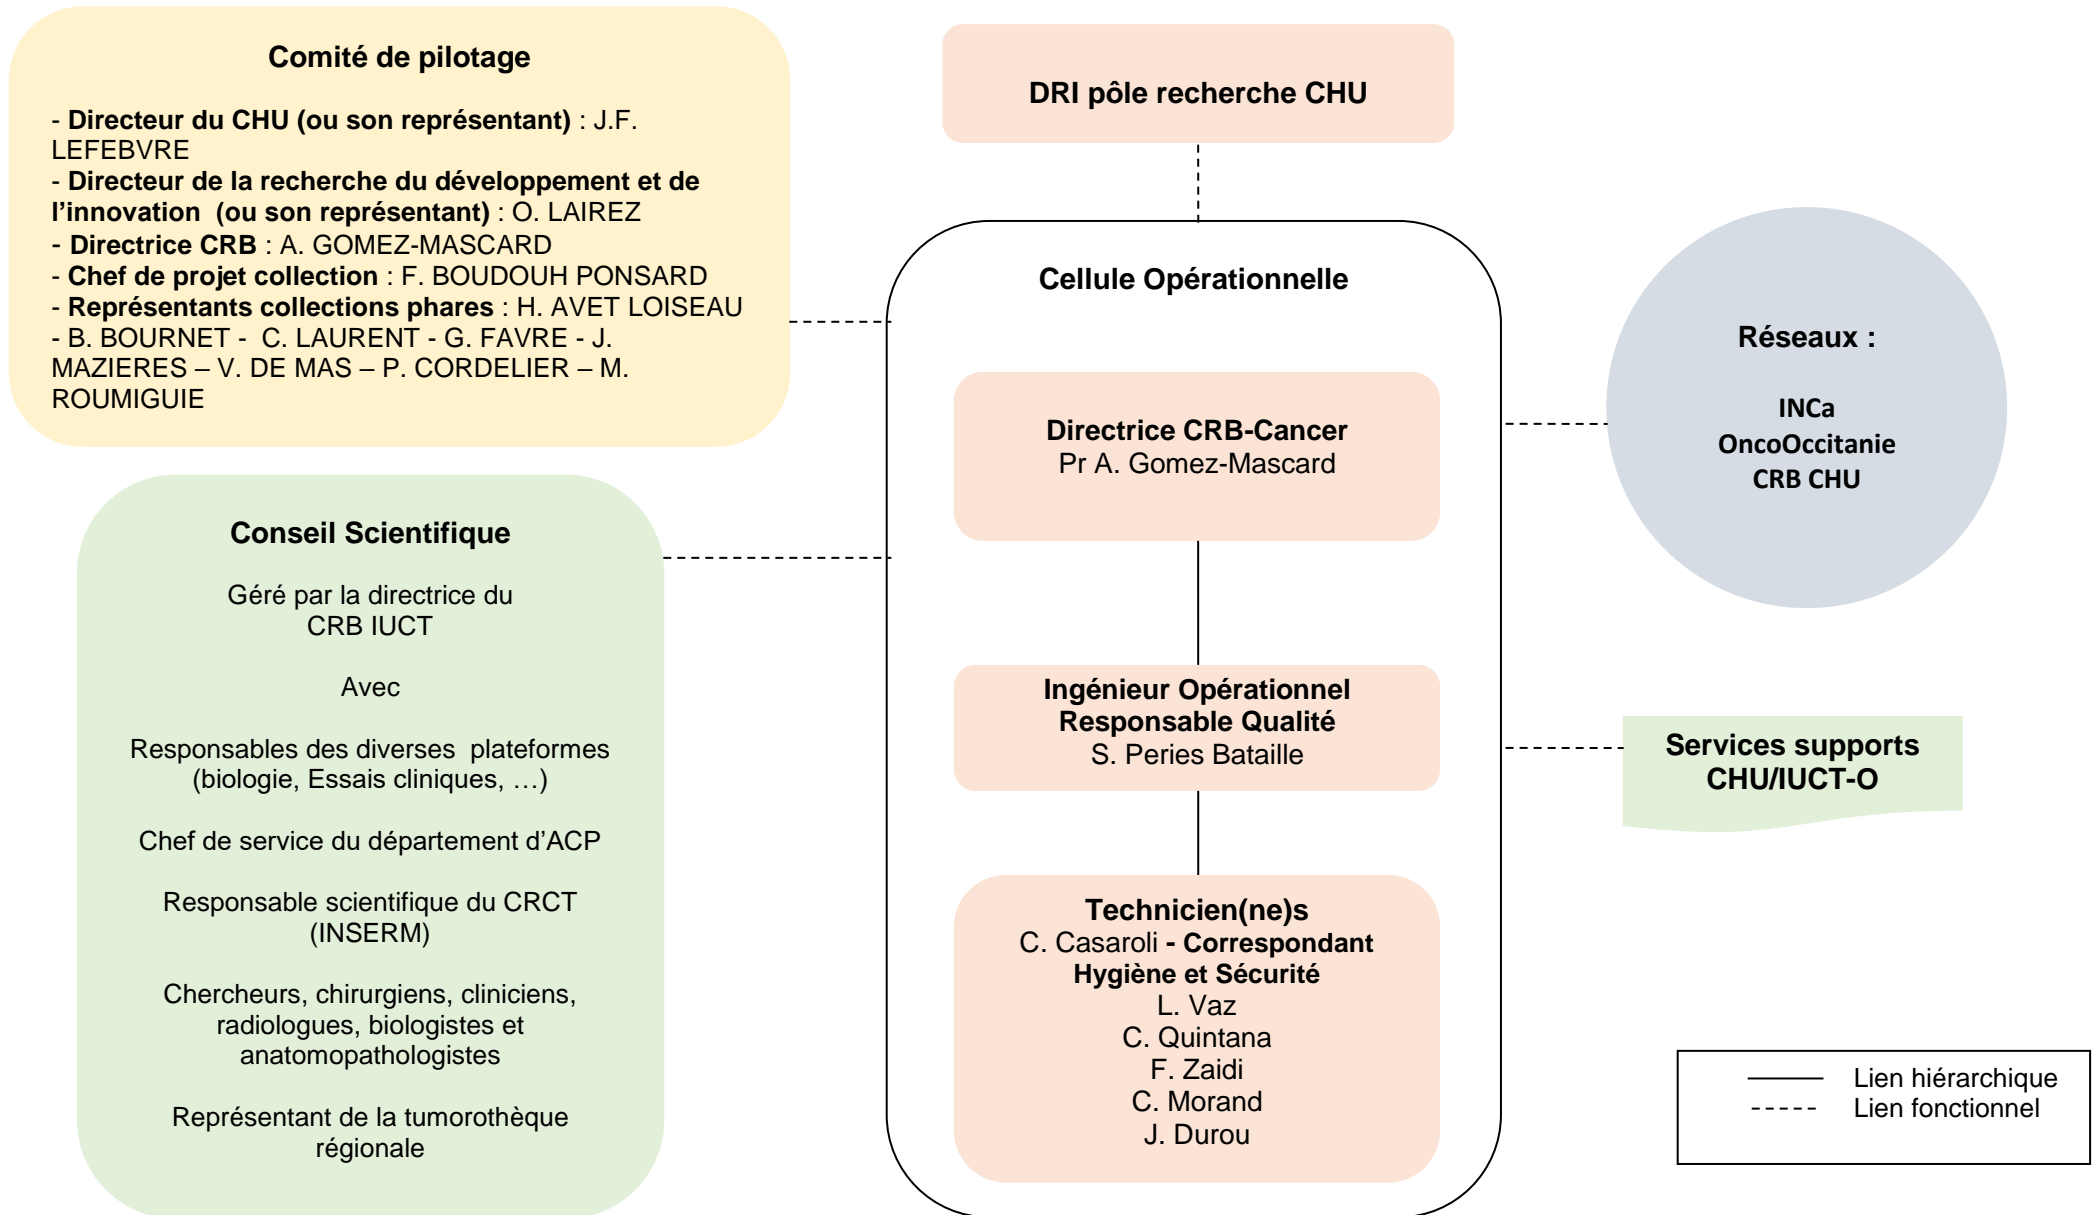 Comité de pilotage
- Directeur du CHU (ou son représentant) : J.F.
LEFEBVRE
- Directeur de la recherche du développement et de
l'innovation (ou son représentant) : O. LAIREZ
- Directrice CRB : A. GOMEZ-MASCARD
- Chef de projet collection : F. BOUDOUH PONSARD
- Représentants collections phares : H. AVET LOISEAU
- B. BOURNET - C. LAURENT - G. FAVRE - J.
MAZIERES – V. DE MAS – P. CORDELIER – M.
ROUMIGUIE
Conseil Scientifique
Géré par la directrice du
CRB IUCT
Avec
Responsables des diverses plateformes
(biologie, Essais cliniques, …)
Chef de service du département d'ACP
Responsable scientifique du CRCT
(INSERM)
Chercheurs, chirurgiens, cliniciens,
radiologues, biologistes et
anatomopathologistes
Représentant de la tumorothèque
régionale
DRI pôle recherche CHU
Cellule Opérationnelle
Directrice CRB-Cancer
Pr A. Gomez-Mascard
Ingénieur Opérationnel
Responsable Qualité
S. Peries Bataille
Technicien(ne)s
C. Casaroli - Correspondant
Hygiène et Sécurité
L. Vaz
C. Quintana
F. Zaidi
C. Morand
J. Durou
Réseaux :
INCa
OncoOccitanie
CRB CHU
Services supports
CHU/IUCT-O
Lien hiérarchique
Lien fonctionnel